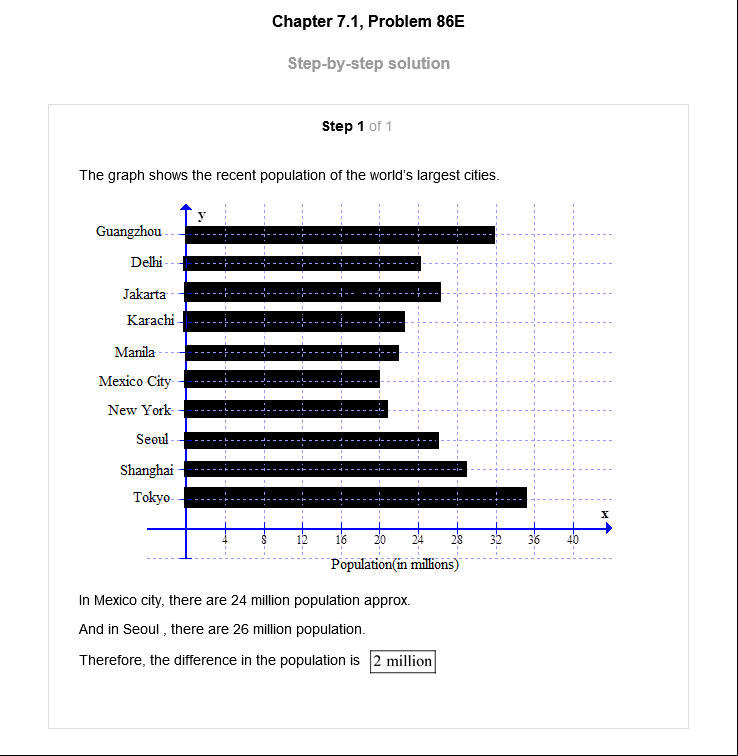 Chapter 7.1, Problem 86E
Step-by-step solution
Step 1 of 1
The graph shows the recent population of the world's largest cities.
y
Guangzhou
Delhi
Jakarta
Karachi
Manila
Mexico City
New York
Seoul
Shanghai
Tokyo
x
4 8 12 16 20 24 28 32 36 40
Population(in millions)
In Mexico city, there are 24 million population approx.
And in Seoul , there are 26 million population.
Therefore, the difference in the population is 2 million